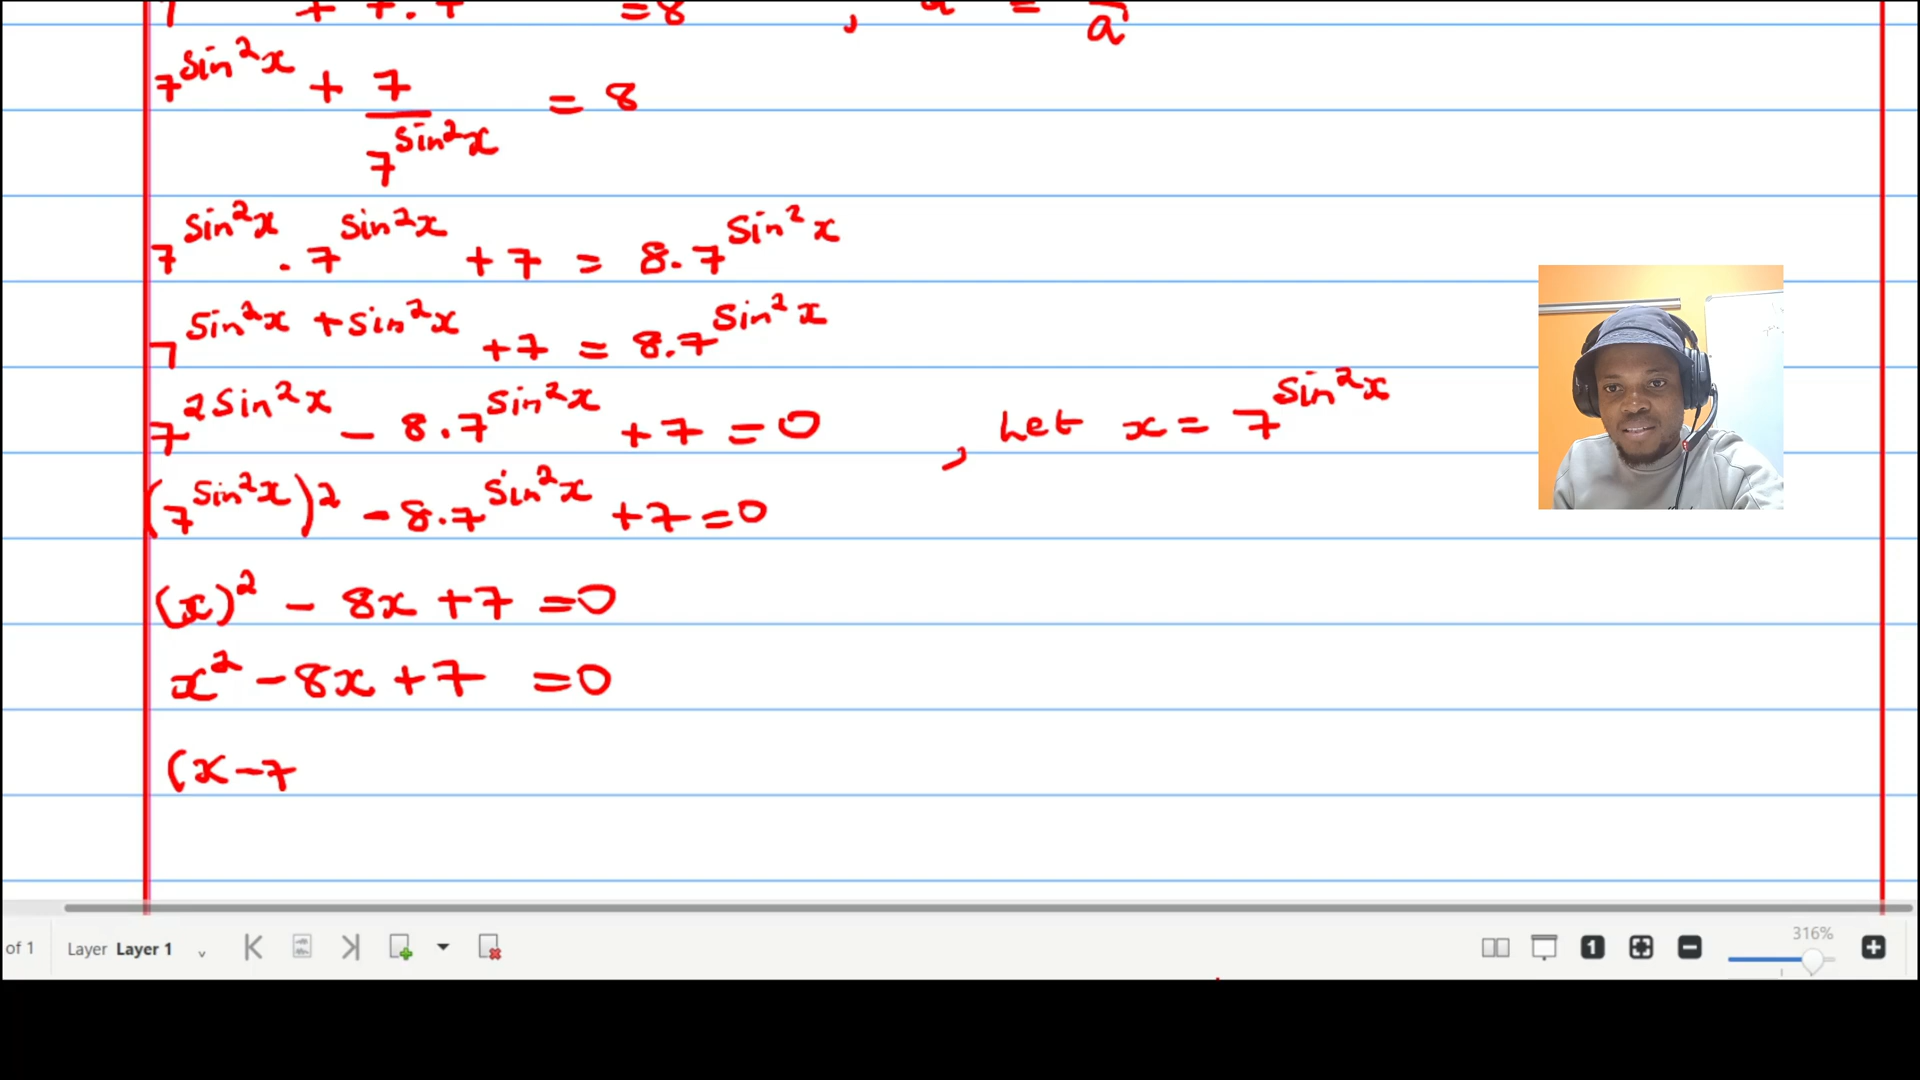 = 8 , =
a
7^{sin²x} + 7/7^{sin²x} = 8
7^{sin²x} . 7^{sin²x} + 7 = 8.7^{sin²x}
7^{sin²x + sin²x} + 7 = 8.7^{sin²x}
7^{2sin²x} - 8.7^{sin²x} + 7 = 0 , Let x = 7^{sin²x}
(7^{sin²x})² - 8.7^{sin²x} + 7 = 0
(x)² - 8x + 7 = 0
x² - 8x + 7 = 0
(x - 7
of 1 Layer Layer 1 1 316%